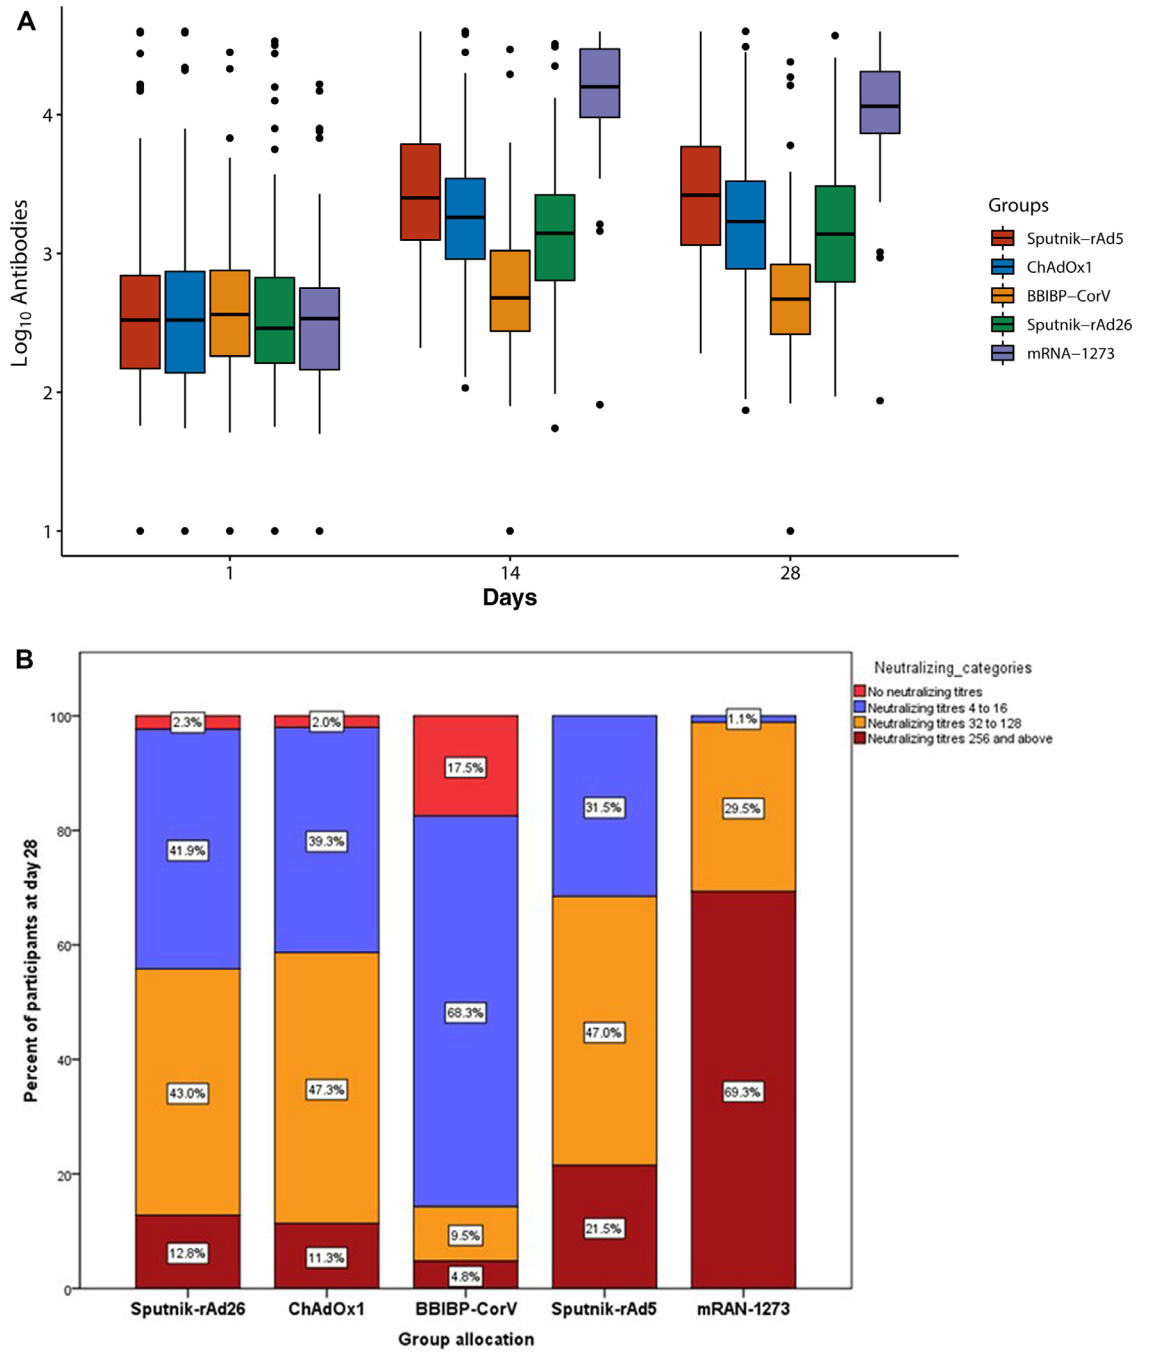 A
Log10 Antibodies
4
3
2
1
1
14
28
Days
Groups
Sputnik–rAd5
ChAdOx1
BBIBP–CorV
Sputnik–rAd26
mRNA–1273
B
Neutralizing_categories
No neutralizing titres
Neutralizing titres 4 to 16
Neutralizing titres 32 to 128
Neutralizing titres 256 and above
Percent of participants at day 28
100
80
60
40
20
0
2.3%
41.9%
43.0%
12.8%
2.0%
39.3%
47.3%
11.3%
17.5%
68.3%
9.5%
4.8%
31.5%
47.0%
21.5%
1.1%
29.5%
69.3%
Sputnik-rAd26
ChAdOx1
BBIBP-CorV
Sputnik-rAd5
mRAN-1273
Group allocation